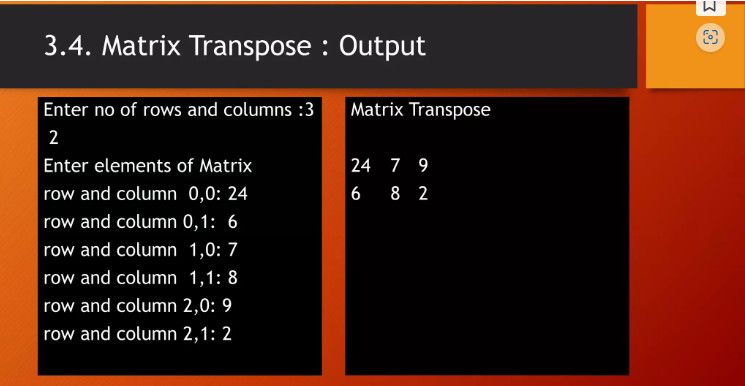 3.4. Matrix Transpose : Output
Enter no of rows and columns :3
2
Enter elements of Matrix
row and column 0,0: 24
row and column 0,1: 6
row and column 1,0: 7
row and column 1,1: 8
row and column 2,0: 9
row and column 2,1: 2
Matrix Transpose
24 7 9
6 8 2